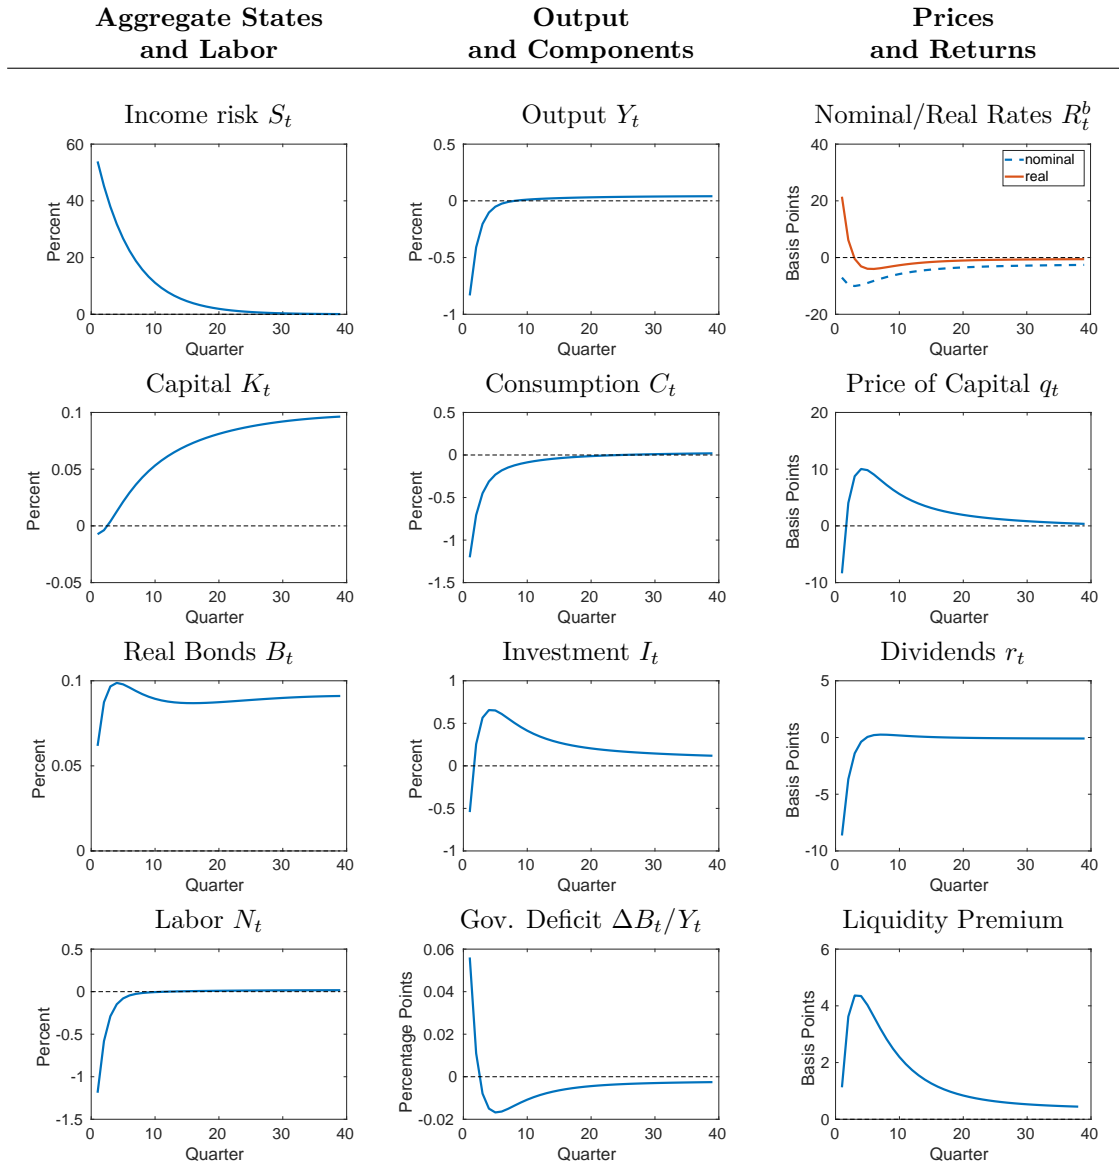 Aggregate States
and Labor
Output
and Components
Prices
and Returns
Income risk S_t
60
40
20
0
Percent
0 10 20 30 40
Quarter
Output Y_t
0.5
0
-0.5
-1
Percent
0 10 20 30 40
Quarter
Nominal/Real Rates R_t^b
40
20
0
-20
Basis Points
nominal
real
0 10 20 30 40
Quarter
Capital K_t
0.1
0.05
0
-0.05
Percent
0 10 20 30 40
Quarter
Consumption C_t
0.5
0
-0.5
-1
-1.5
Percent
0 10 20 30 40
Quarter
Price of Capital q_t
20
10
0
-10
Basis Points
0 10 20 30 40
Quarter
Real Bonds B_t
0.1
0.05
0
Percent
0 10 20 30 40
Quarter
Investment I_t
1
0.5
0
-0.5
-1
Percent
0 10 20 30 40
Quarter
Dividends r_t
5
0
-5
-10
Basis Points
0 10 20 30 40
Quarter
Labor N_t
0.5
0
-0.5
-1
-1.5
Percent
0 10 20 30 40
Quarter
Gov. Deficit ΔB_t/Y_t
0.06
0.04
0.02
0
-0.02
Percentage Points
0 10 20 30 40
Quarter
Liquidity Premium
6
4
2
0
Basis Points
0 10 20 30 40
Quarter